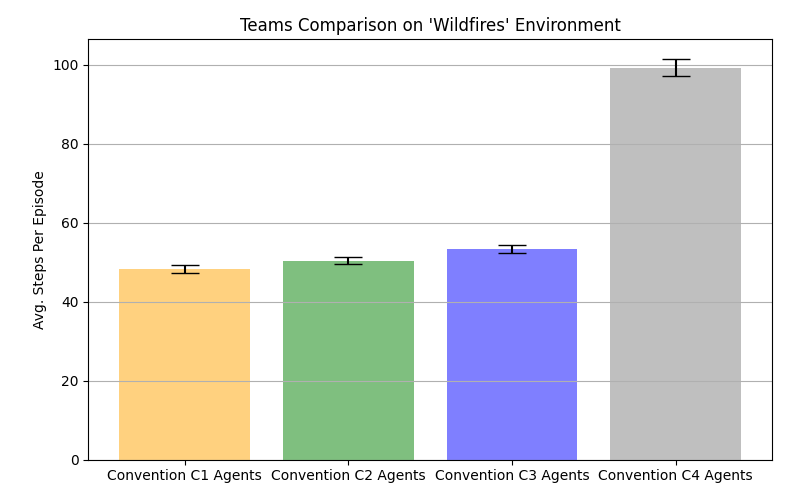 Teams Comparison on 'Wildfires' Environment
Avg. Steps Per Episode
100
80
60
40
20
0
Convention C1 Agents
Convention C2 Agents
Convention C3 Agents
Convention C4 Agents